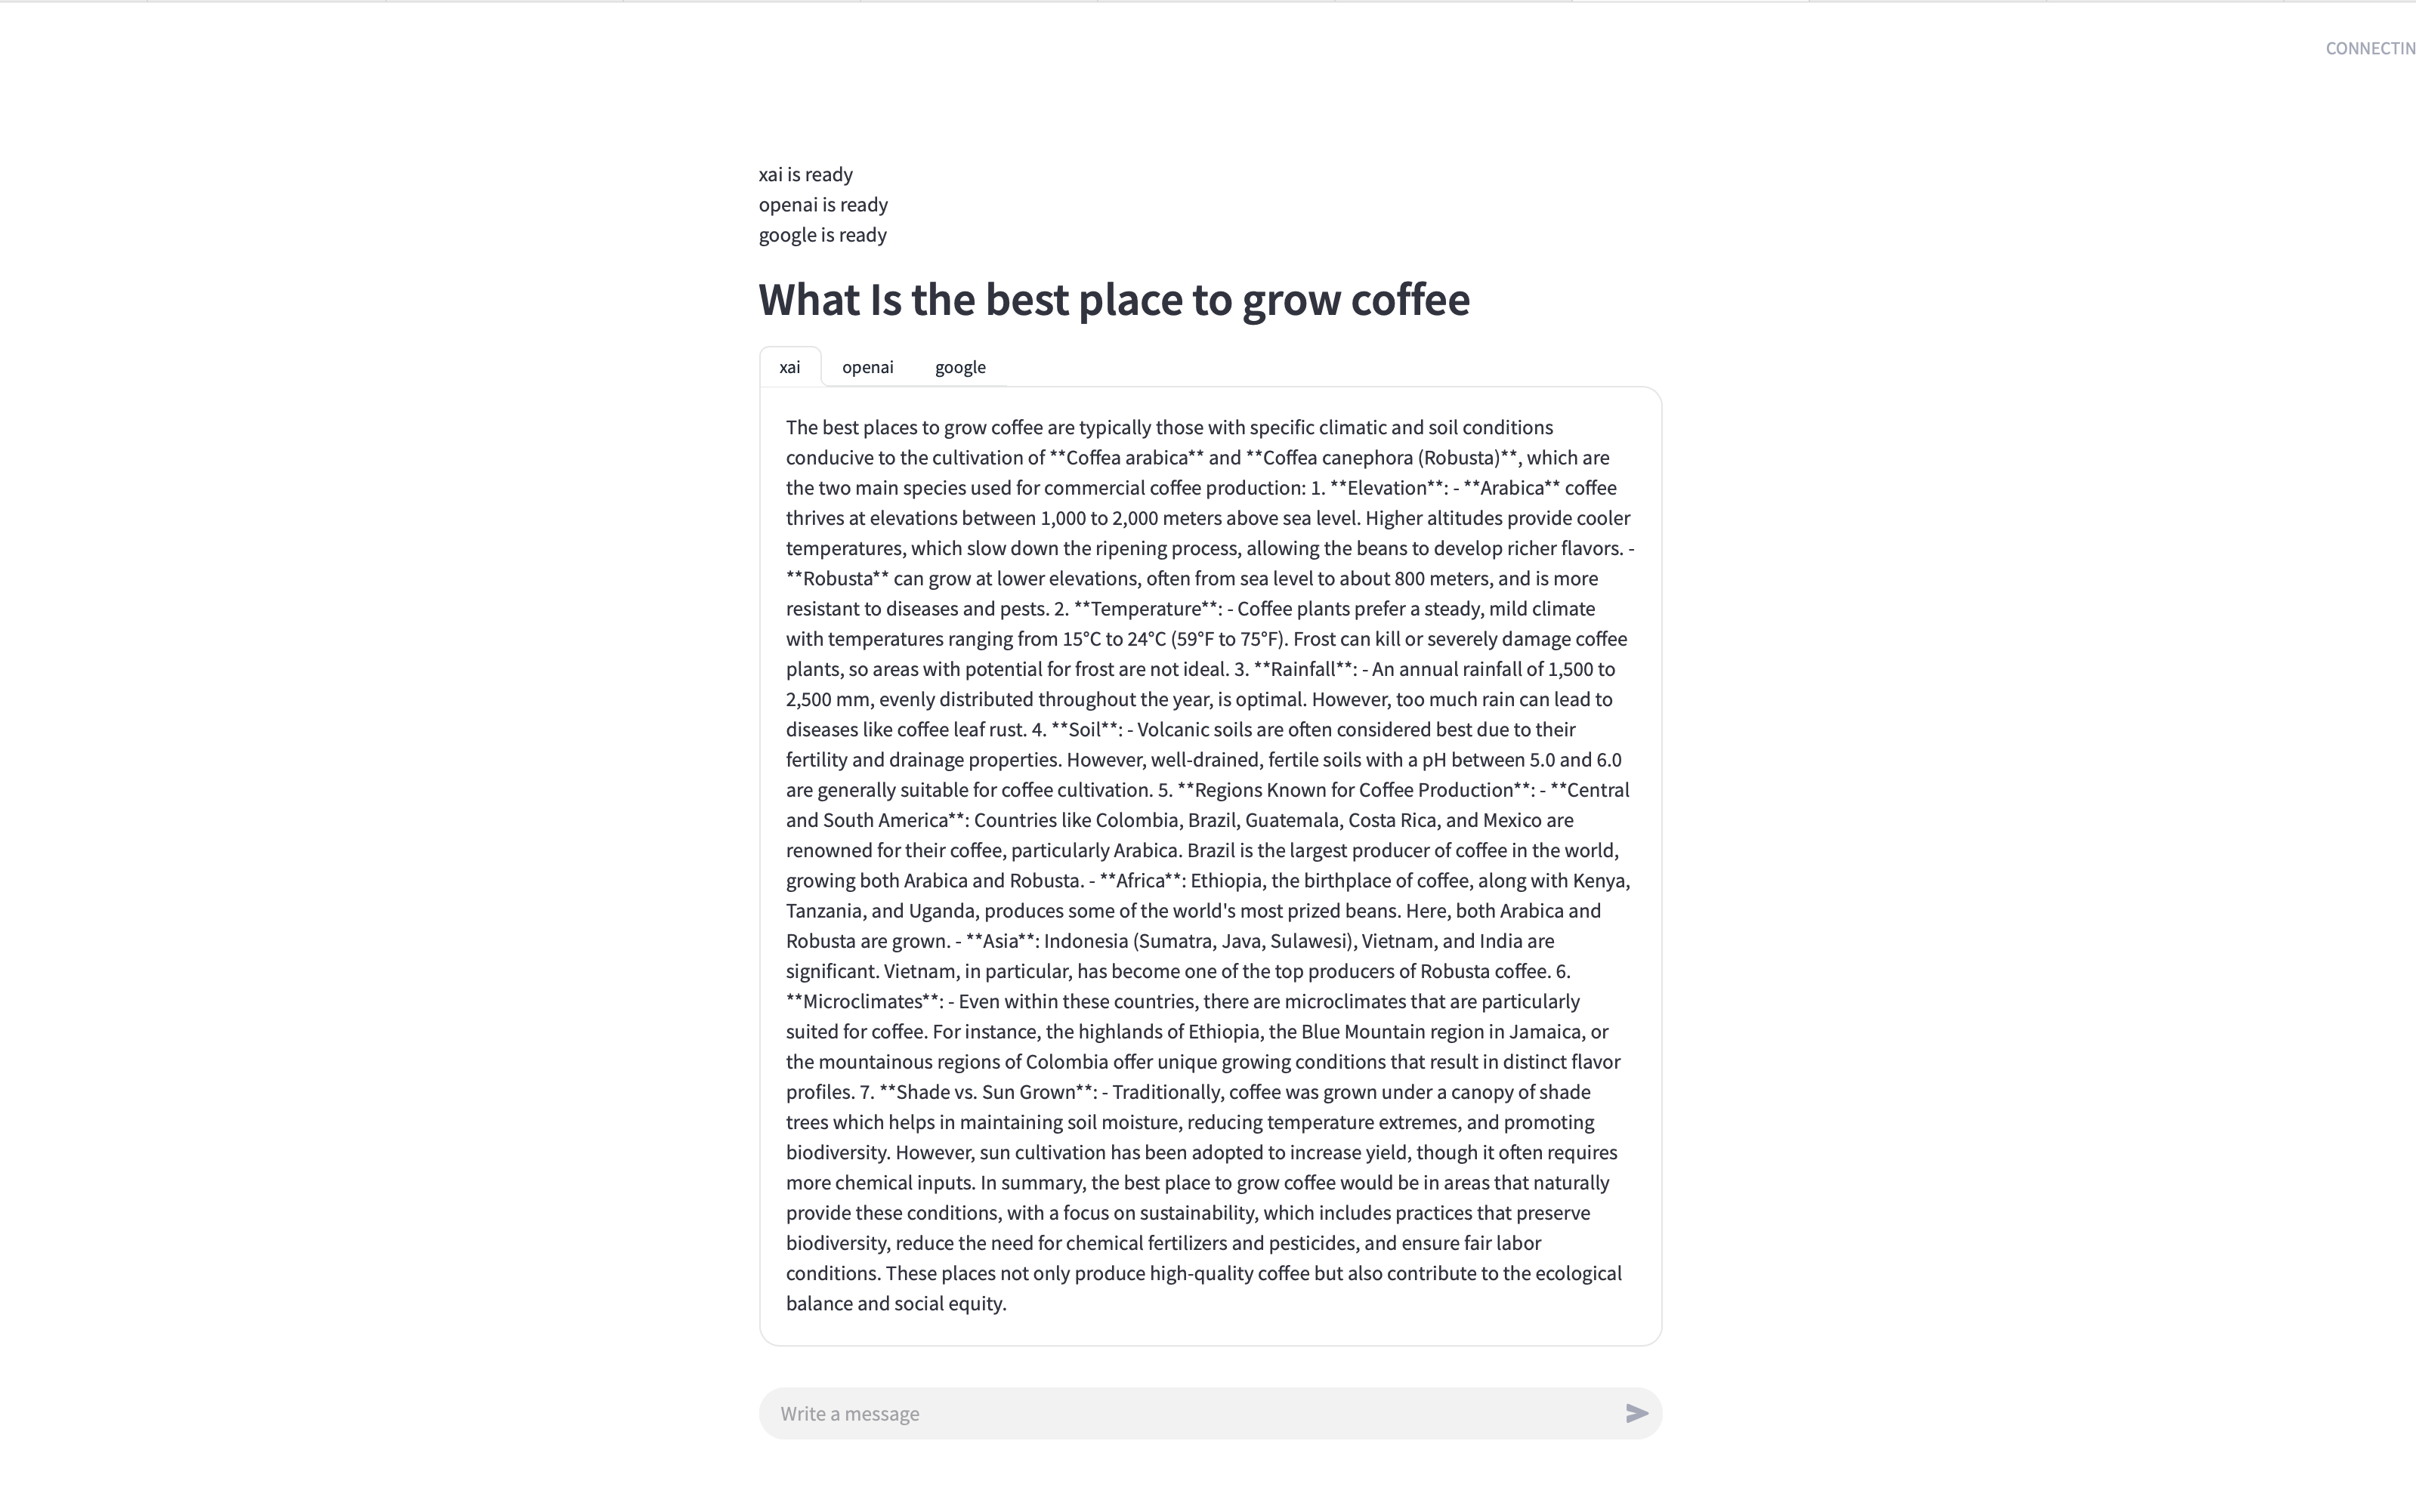 CONNECTIN
xai is ready
openai is ready
google is ready
What Is the best place to grow coffee
xai openai google
The best places to grow coffee are typically those with specific climatic and soil conditions
conducive to the cultivation of **Coffea arabica** and **Coffea canephora (Robusta)**, which are
the two main species used for commercial coffee production: 1. **Elevation**: - **Arabica** coffee
thrives at elevations between 1,000 to 2,000 meters above sea level. Higher altitudes provide cooler
temperatures, which slow down the ripening process, allowing the beans to develop richer flavors. -
**Robusta** can grow at lower elevations, often from sea level to about 800 meters, and is more
resistant to diseases and pests. 2. **Temperature**: - Coffee plants prefer a steady, mild climate
with temperatures ranging from 15°C to 24°C (59°F to 75°F). Frost can kill or severely damage coffee
plants, so areas with potential for frost are not ideal. 3. **Rainfall**: - An annual rainfall of 1,500 to
2,500 mm, evenly distributed throughout the year, is optimal. However, too much rain can lead to
diseases like coffee leaf rust. 4. **Soil**: - Volcanic soils are often considered best due to their
fertility and drainage properties. However, well-drained, fertile soils with a pH between 5.0 and 6.0
are generally suitable for coffee cultivation. 5. **Regions Known for Coffee Production**: - **Central
and South America**: Countries like Colombia, Brazil, Guatemala, Costa Rica, and Mexico are
renowned for their coffee, particularly Arabica. Brazil is the largest producer of coffee in the world,
growing both Arabica and Robusta. - **Africa**: Ethiopia, the birthplace of coffee, along with Kenya,
Tanzania, and Uganda, produces some of the world's most prized beans. Here, both Arabica and
Robusta are grown. - **Asia**: Indonesia (Sumatra, Java, Sulawesi), Vietnam, and India are
significant. Vietnam, in particular, has become one of the top producers of Robusta coffee. 6.
**Microclimates**: - Even within these countries, there are microclimates that are particularly
suited for coffee. For instance, the highlands of Ethiopia, the Blue Mountain region in Jamaica, or
the mountainous regions of Colombia offer unique growing conditions that result in distinct flavor
profiles. 7. **Shade vs. Sun Grown**: - Traditionally, coffee was grown under a canopy of shade
trees which helps in maintaining soil moisture, reducing temperature extremes, and promoting
biodiversity. However, sun cultivation has been adopted to increase yield, though it often requires
more chemical inputs. In summary, the best place to grow coffee would be in areas that naturally
provide these conditions, with a focus on sustainability, which includes practices that preserve
biodiversity, reduce the need for chemical fertilizers and pesticides, and ensure fair labor
conditions. These places not only produce high-quality coffee but also contribute to the ecological
balance and social equity.
Write a message